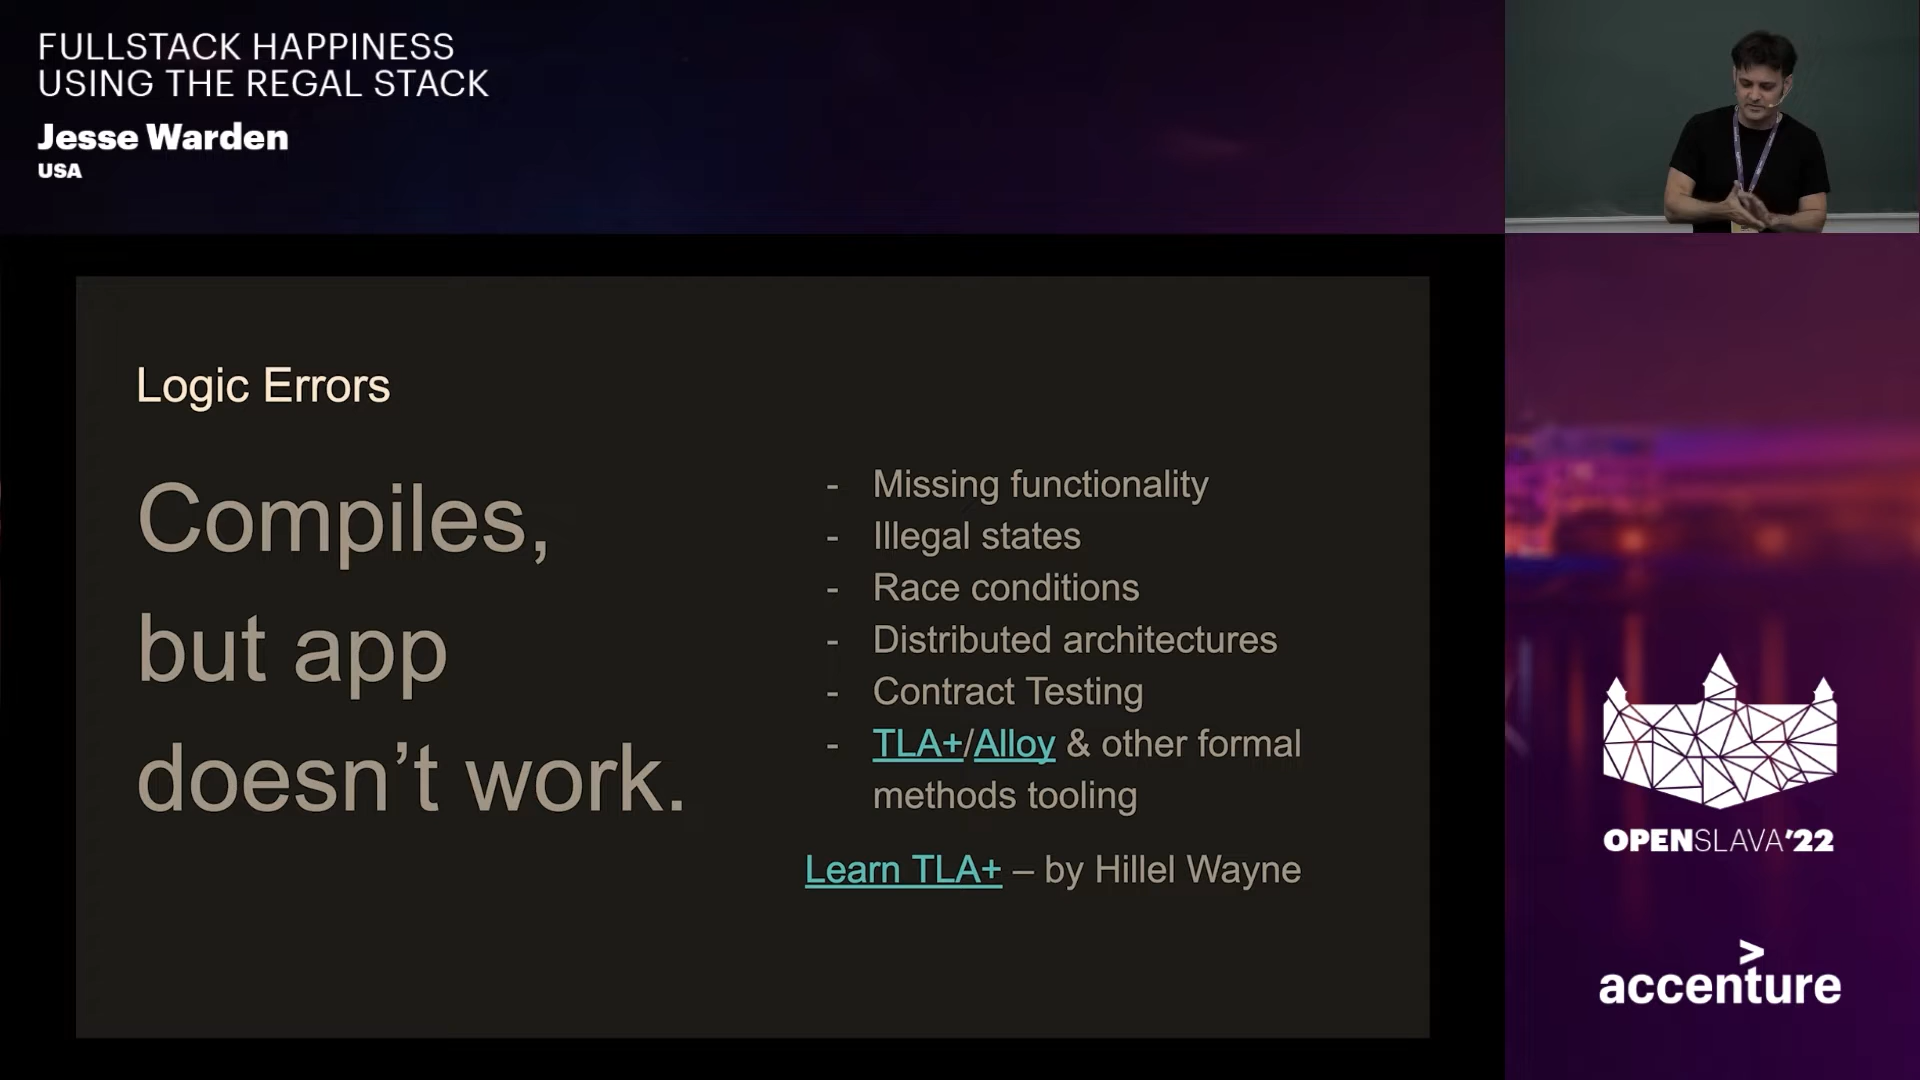 FULLSTACK HAPPINESS
USING THE REGAL STACK
Jesse Warden
USA
Logic Errors
Compiles,
but app
doesn’t work.
- Missing functionality
- Illegal states
- Race conditions
- Distributed architectures
- Contract Testing
- TLA+/Alloy & other formal
methods tooling
Learn TLA+ – by Hillel Wayne
OPENSLAVA’22
accenture